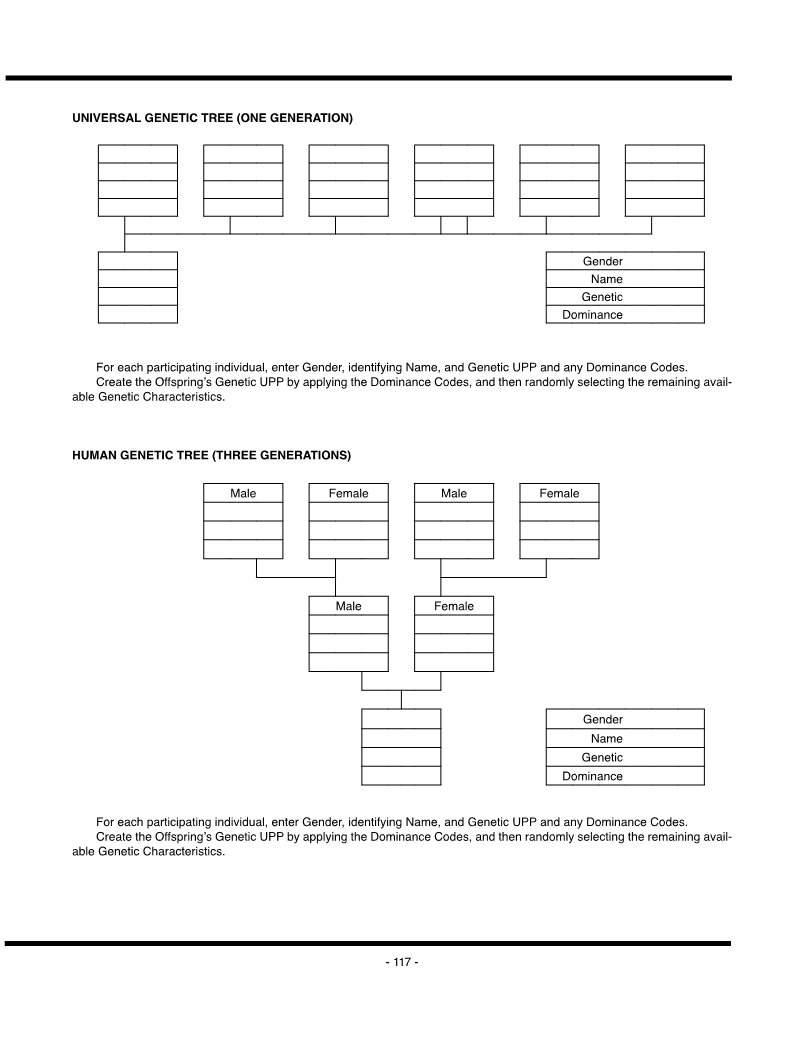 UNIVERSAL GENETIC TREE (ONE GENERATION)
Gender
Name
Genetic
Dominance
For each participating individual, enter Gender, identifying Name, and Genetic UPP and any Dominance Codes.
Create the Offspring's Genetic UPP by applying the Dominance Codes, and then randomly selecting the remaining avail-
able Genetic Characteristics.
HUMAN GENETIC TREE (THREE GENERATIONS)
Male Female Male Female
Male Female
Gender
Name
Genetic
Dominance
For each participating individual, enter Gender, identifying Name, and Genetic UPP and any Dominance Codes.
Create the Offspring's Genetic UPP by applying the Dominance Codes, and then randomly selecting the remaining avail-
able Genetic Characteristics.
- 117 -